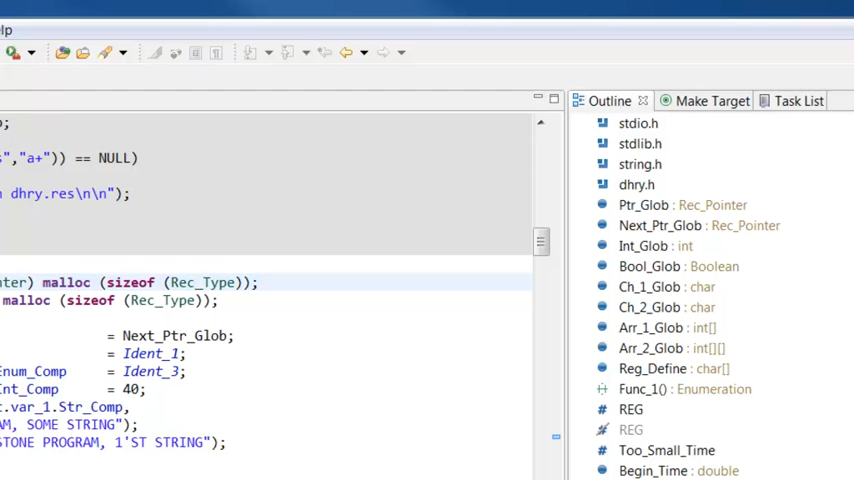 elp
Outline
Make Target
Task List
b;
s","a+")) == NULL)
n dhry.res\n\n");
nter) malloc (sizeof (Rec_Type));
malloc (sizeof (Rec_Type));
= Next_Ptr_Glob;
= Ident_1;
Enum_Comp = Ident_3;
Int_Comp = 40;
t.var_1.Str_Comp,
AM, SOME STRING");
STONE PROGRAM, 1'ST STRING");
stdio.h
stdlib.h
string.h
dhry.h
Ptr_Glob : Rec_Pointer
Next_Ptr_Glob : Rec_Pointer
Int_Glob : int
Bool_Glob : Boolean
Ch_1_Glob : char
Ch_2_Glob : char
Arr_1_Glob : int[]
Arr_2_Glob : int[][]
Reg_Define : char[]
Func_1() : Enumeration
REG
REG
Too_Small_Time
Begin_Time : double